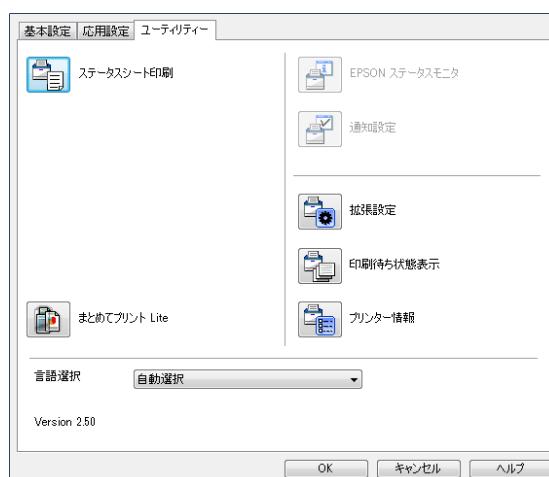 基本設定 応用設定 ユーティリティー
ステータスシート印刷
EPSON ステータスモニタ
通知設定
拡張設定
印刷待ち状態表示
まとめてプリント Lite
プリンター情報
言語選択 自動選択
Version 2.50
OK キャンセル ヘルプ